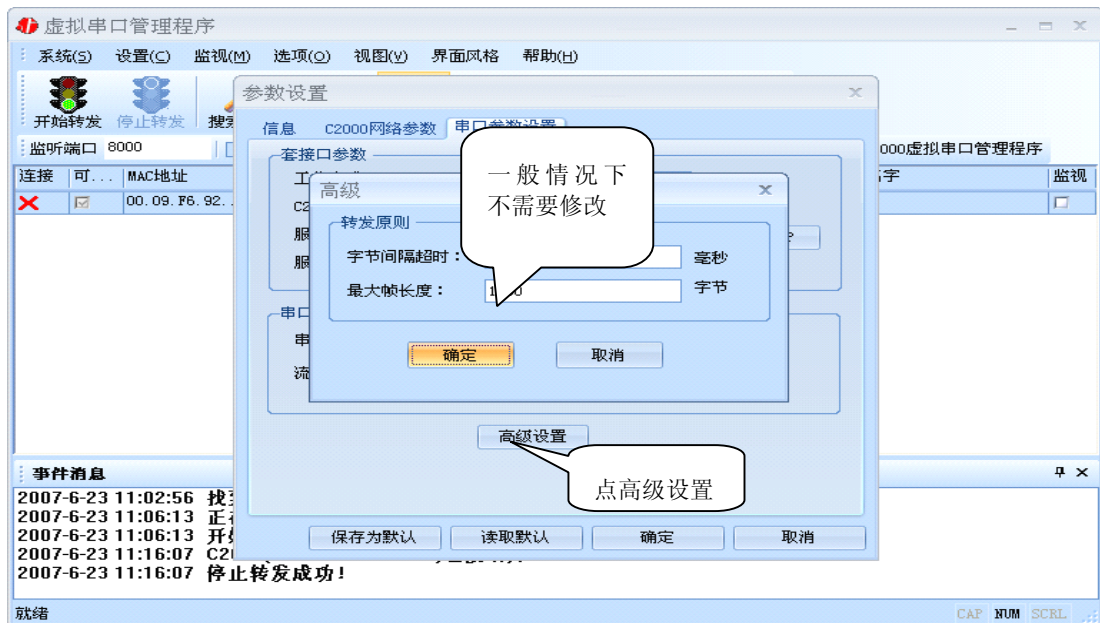 虚拟串口管理程序
系统(S) 设置(C) 监视(M) 选项(O) 视图(V) 界面风格 帮助(H)
开始转发 停止转发
监听端口 8000
000虚拟串口管理程序
连接 可... MAC地址 字 监视
00.09.F6.92.
参数设置
信息 C2000网络参数 串口参数设置
套接口参数
高级
转发原则
字节间隔超时： 毫秒
最大帧长度： 字节
确定 取消
一般情况下
不需要修改
高级设置
点高级设置
保存为默认 读取默认 确定 取消
事件消息
2007-6-23 11:02:56 找
2007-6-23 11:06:13 正
2007-6-23 11:06:13 开
2007-6-23 11:16:07 C2
2007-6-23 11:16:07 停止转发成功!
就绪 CAP NUM SCRL